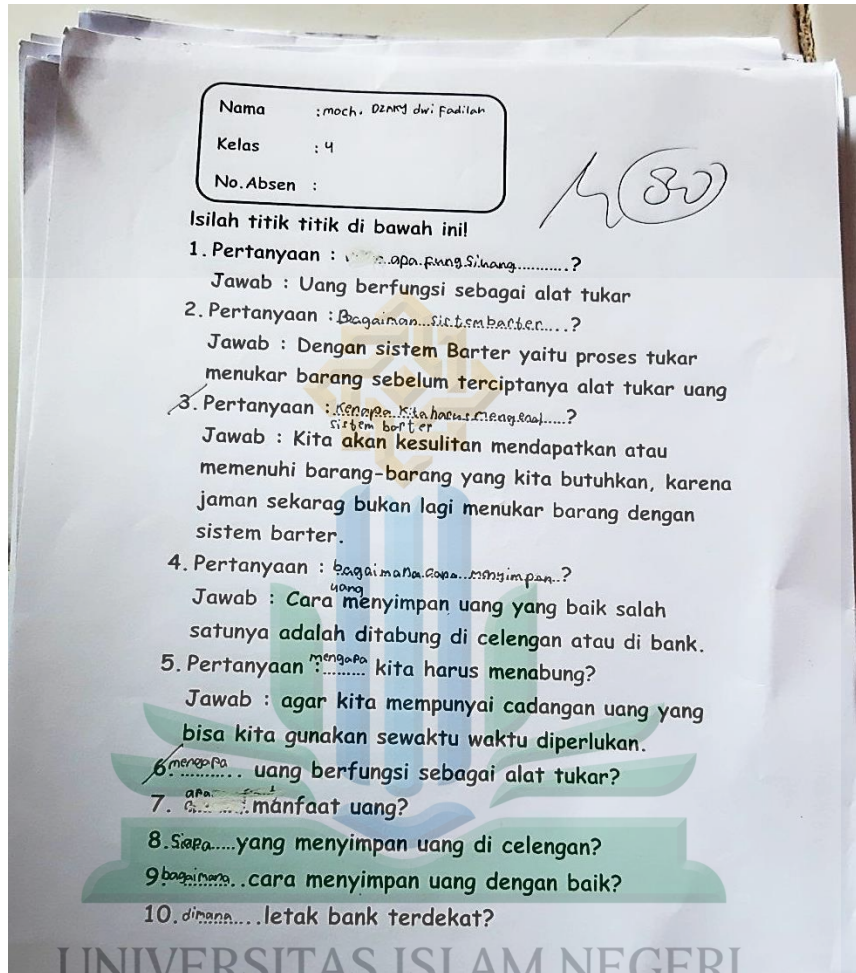 Nama : moch. Dzaky dwi Fadilah
Kelas : 4
No.Absen :
80
Isilah titik titik di bawah ini!
1. Pertanyaan : ...apa.fungsi.uang...........?
Jawab : Uang berfungsi sebagai alat tukar
2. Pertanyaan : Bagaiman...sistem barter.....?
Jawab : Dengan sistem Barter yaitu proses tukar
menukar barang sebelum terciptanya alat tukar uang
3. Pertanyaan : Kenapa kita harus mengenal.....?
sistem barter
Jawab : Kita akan kesulitan mendapatkan atau
memenuhi barang-barang yang kita butuhkan, karena
jaman sekarag bukan lagi menukar barang dengan
sistem barter.
4. Pertanyaan : bagaimana.cara...menyimpan..?
uang
Jawab : Cara menyimpan uang yang baik salah
satunya adalah ditabung di celengan atau di bank.
5. Pertanyaan : mengapa ......... kita harus menabung?
Jawab : agar kita mempunyai cadangan uang yang
bisa kita gunakan sewaktu waktu diperlukan.
6. mengapa ........... uang berfungsi sebagai alat tukar?
7. apa ........ manfaat uang?
8. Siapa.....yang menyimpan uang di celengan?
9 bagaimana..cara menyimpan uang dengan baik?
10. dimana....letak bank terdekat?
UNIVERSITAS ISLAM NEGERI